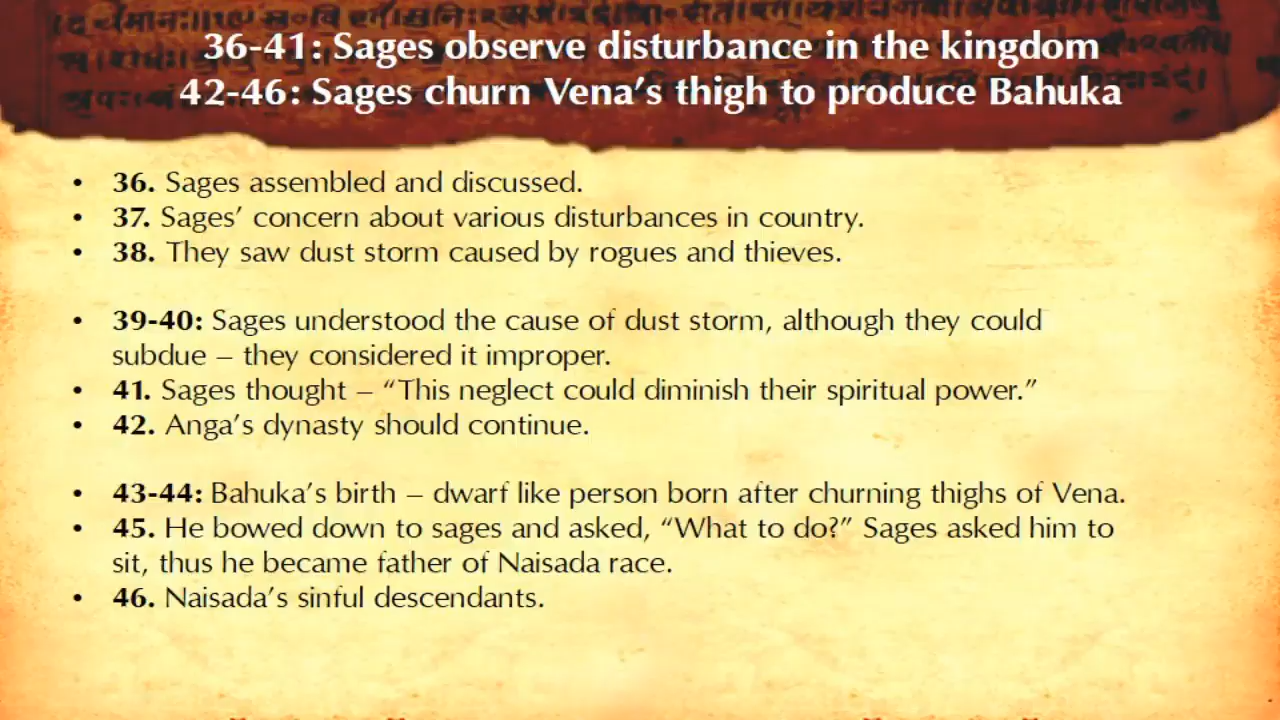 36-41: Sages observe disturbance in the kingdom
42-46: Sages churn Vena’s thigh to produce Bahuka
• 36. Sages assembled and discussed.
• 37. Sages’ concern about various disturbances in country.
• 38. They saw dust storm caused by rogues and thieves.
• 39-40: Sages understood the cause of dust storm, although they could
subdue – they considered it improper.
• 41. Sages thought – “This neglect could diminish their spiritual power.”
• 42. Anga’s dynasty should continue.
• 43-44: Bahuka’s birth – dwarf like person born after churning thighs of Vena.
• 45. He bowed down to sages and asked, “What to do?” Sages asked him to
sit, thus he became father of Naisada race.
• 46. Naisada’s sinful descendants.